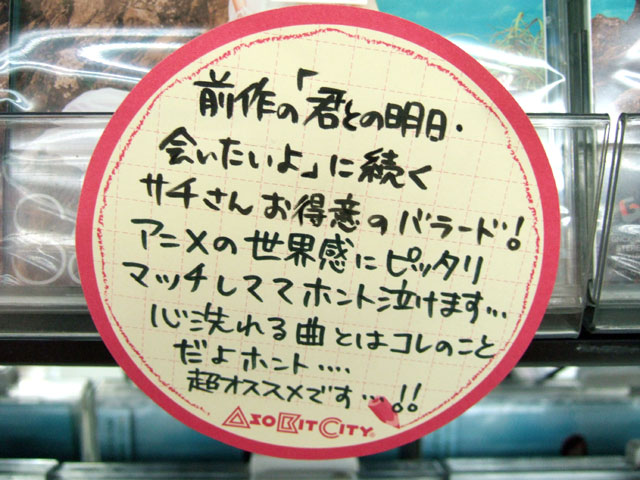 前作の「君との明日・
会いたいよ」に続く
サチさんお得意のバラード!
アニメの世界感にピッタリ
マッチしててホント泣けます…
心洗れる曲とはコレのこと
だよホント‥‥
超オススメです…!!
ASOBITCITY